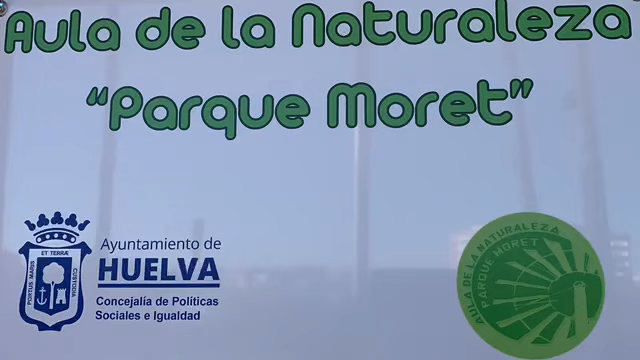 Aula de la Naturaleza
“Parque Moret”
ET TERRÆ
PORTUS MARIS
CUSTODIA
Ayuntamiento de
HUELVA
Concejalía de Políticas
Sociales e Igualdad
AULA DE LA NATURALEZA
PARQUE MORET